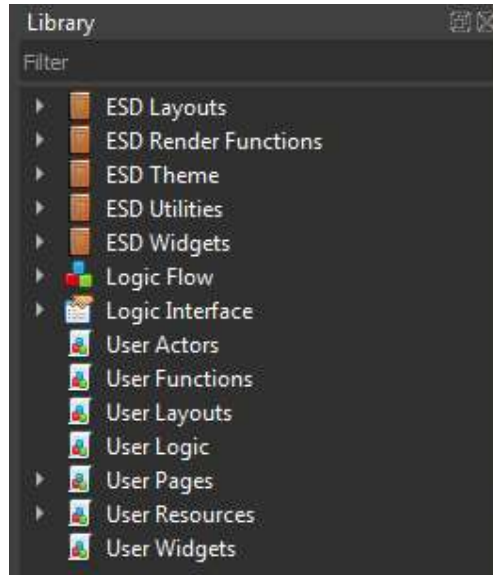 Library
Filter
ESD Layouts
ESD Render Functions
ESD Theme
ESD Utilities
ESD Widgets
Logic Flow
Logic Interface
User Actors
User Functions
User Layouts
User Logic
User Pages
User Resources
User Widgets